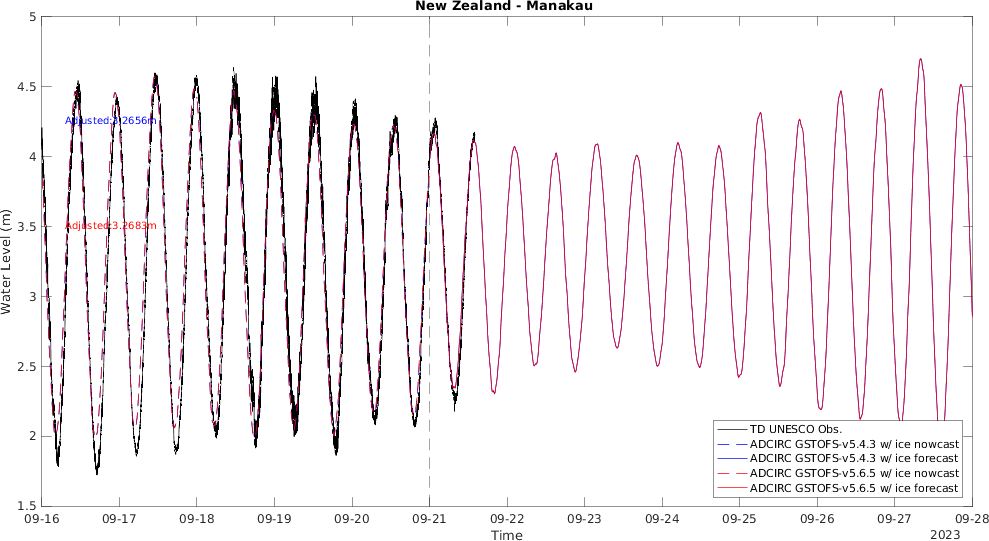 New Zealand - Manakau
5
4.5
4
3.5
3
2.5
2
1.5
Water Level (m)
Adjusted:3.2656m
Adjusted:3.2683m
TD UNESCO Obs.
ADCIRC GSTOFS-v5.4.3 w/ ice nowcast
ADCIRC GSTOFS-v5.4.3 w/ ice forecast
ADCIRC GSTOFS-v5.6.5 w/ ice nowcast
ADCIRC GSTOFS-v5.6.5 w/ ice forecast
09-16 09-17 09-18 09-19 09-20 09-21 09-22 09-23 09-24 09-25 09-26 09-27 09-28
Time
2023